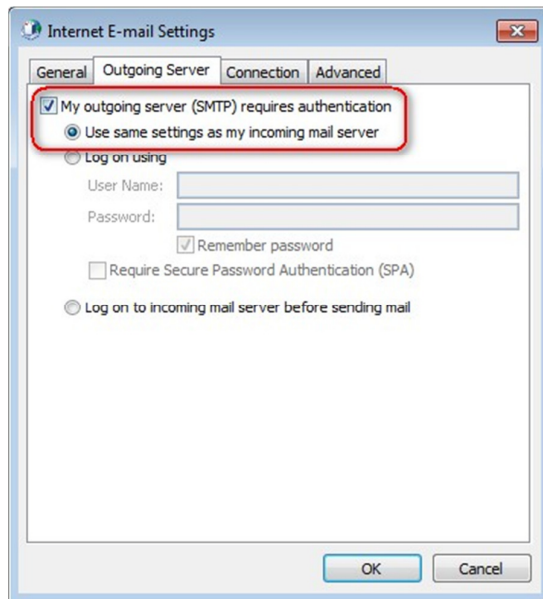 Internet E-mail Settings
General Outgoing Server Connection Advanced
My outgoing server (SMTP) requires authentication
Use same settings as my incoming mail server
Log on using
User Name:
Password:
Remember password
Require Secure Password Authentication (SPA)
Log on to incoming mail server before sending mail
OK Cancel